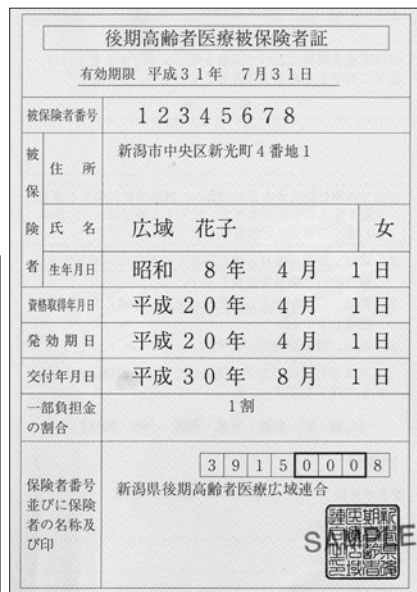 後期高齢者医療被保険者証
有効期限 平成31年 7月31日
被保険者番号 12345678
被保険者
住所 新潟市中央区新光町4番地1
氏名 広域 花子 女
生年月日 昭和 8年 4月 1日
資格取得年月日 平成20年 4月 1日
発効期日 平成20年 4月 1日
交付年月日 平成30年 8月 1日
一部負担金
の割合 1割
39150008
保険者番号
並びに保険
者の名称及
び印
新潟県後期高齢者医療広域連合
SAMPLE